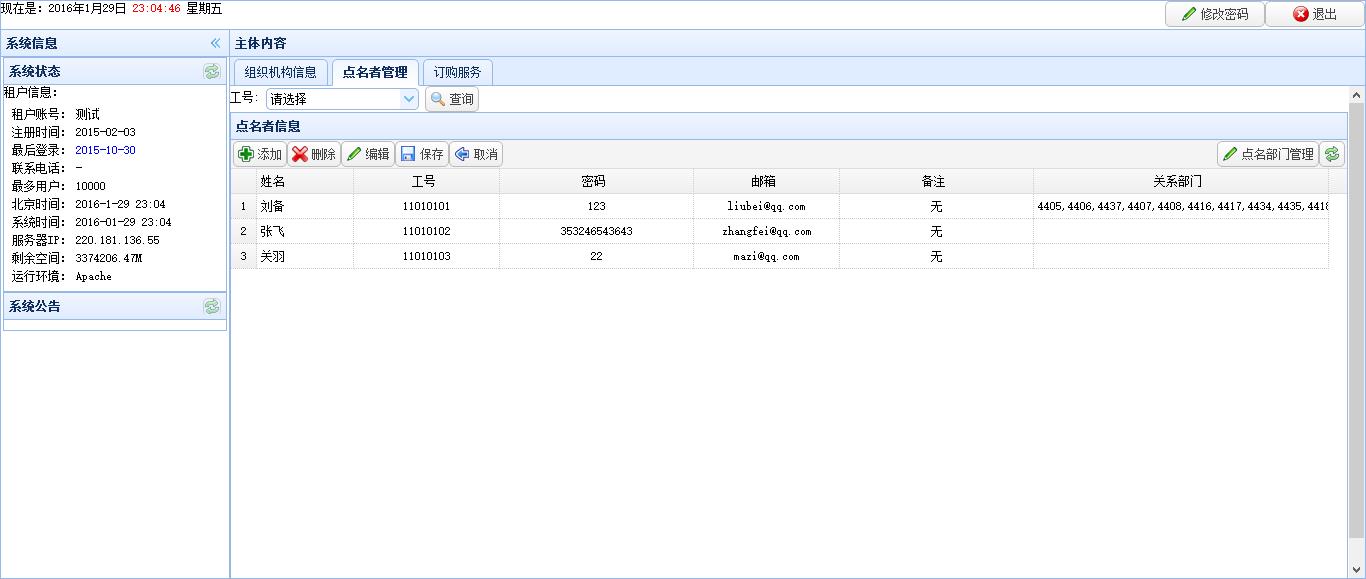 现在是: 2016年1月29日 23:04:46 星期五
修改密码 退出
系统信息
系统状态
租户信息:
租户账号: 测试
注册时间: 2015-02-03
最后登录: 2015-10-30
联系电话: -
最多用户: 10000
北京时间: 2016-1-29 23:04
系统时间: 2016-01-29 23:04
服务器IP: 220.181.136.55
剩余空间: 3374206.47M
运行环境: Apache
系统公告
主体内容
组织机构信息 点名者管理 订购服务
工号: 请选择 查询
点名者信息
添加 删除 编辑 保存 取消 点名部门管理
姓名 工号 密码 邮箱 备注 关系部门
1 刘备 11010101 123 liubei@qq.com 无 4405,4406,4437,4407,4408,4416,4417,4434,4435,4418
2 张飞 11010102 353246543643 zhangfei@qq.com 无
3 关羽 11010103 22 mazi@qq.com 无